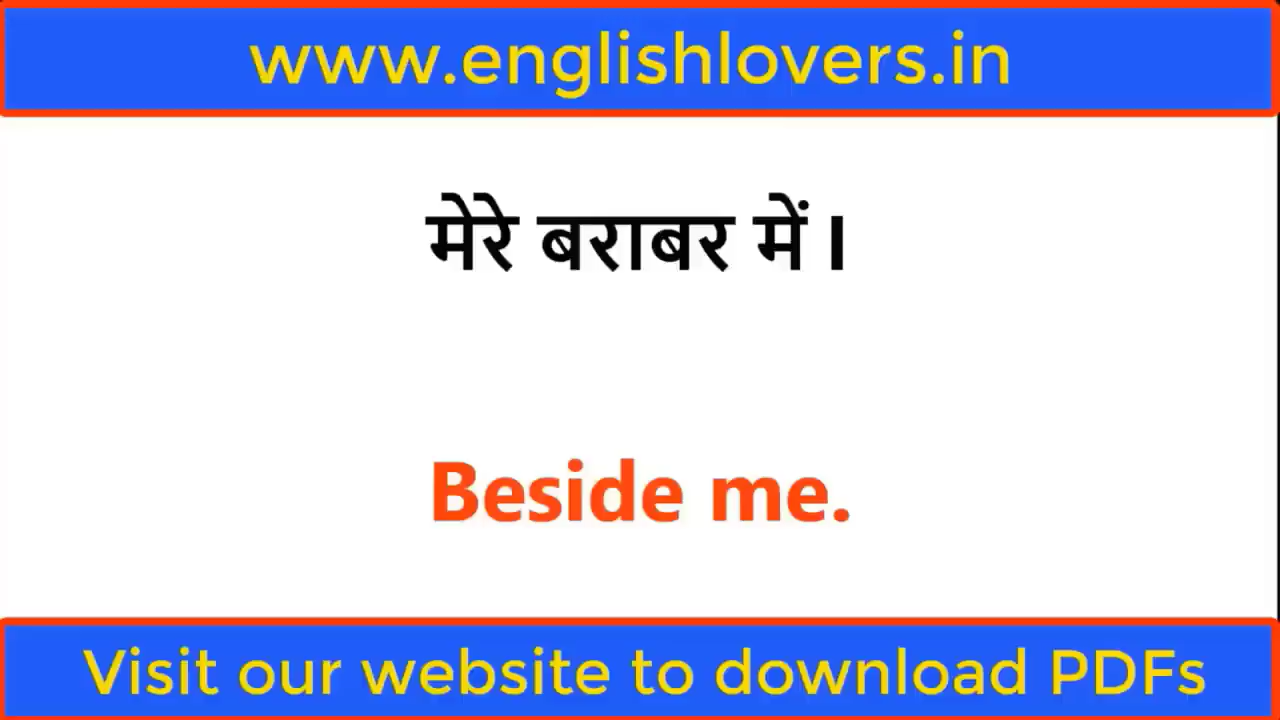 www.englishlovers.in
मेरे बराबर में।
Beside me.
Visit our website to download PDFs